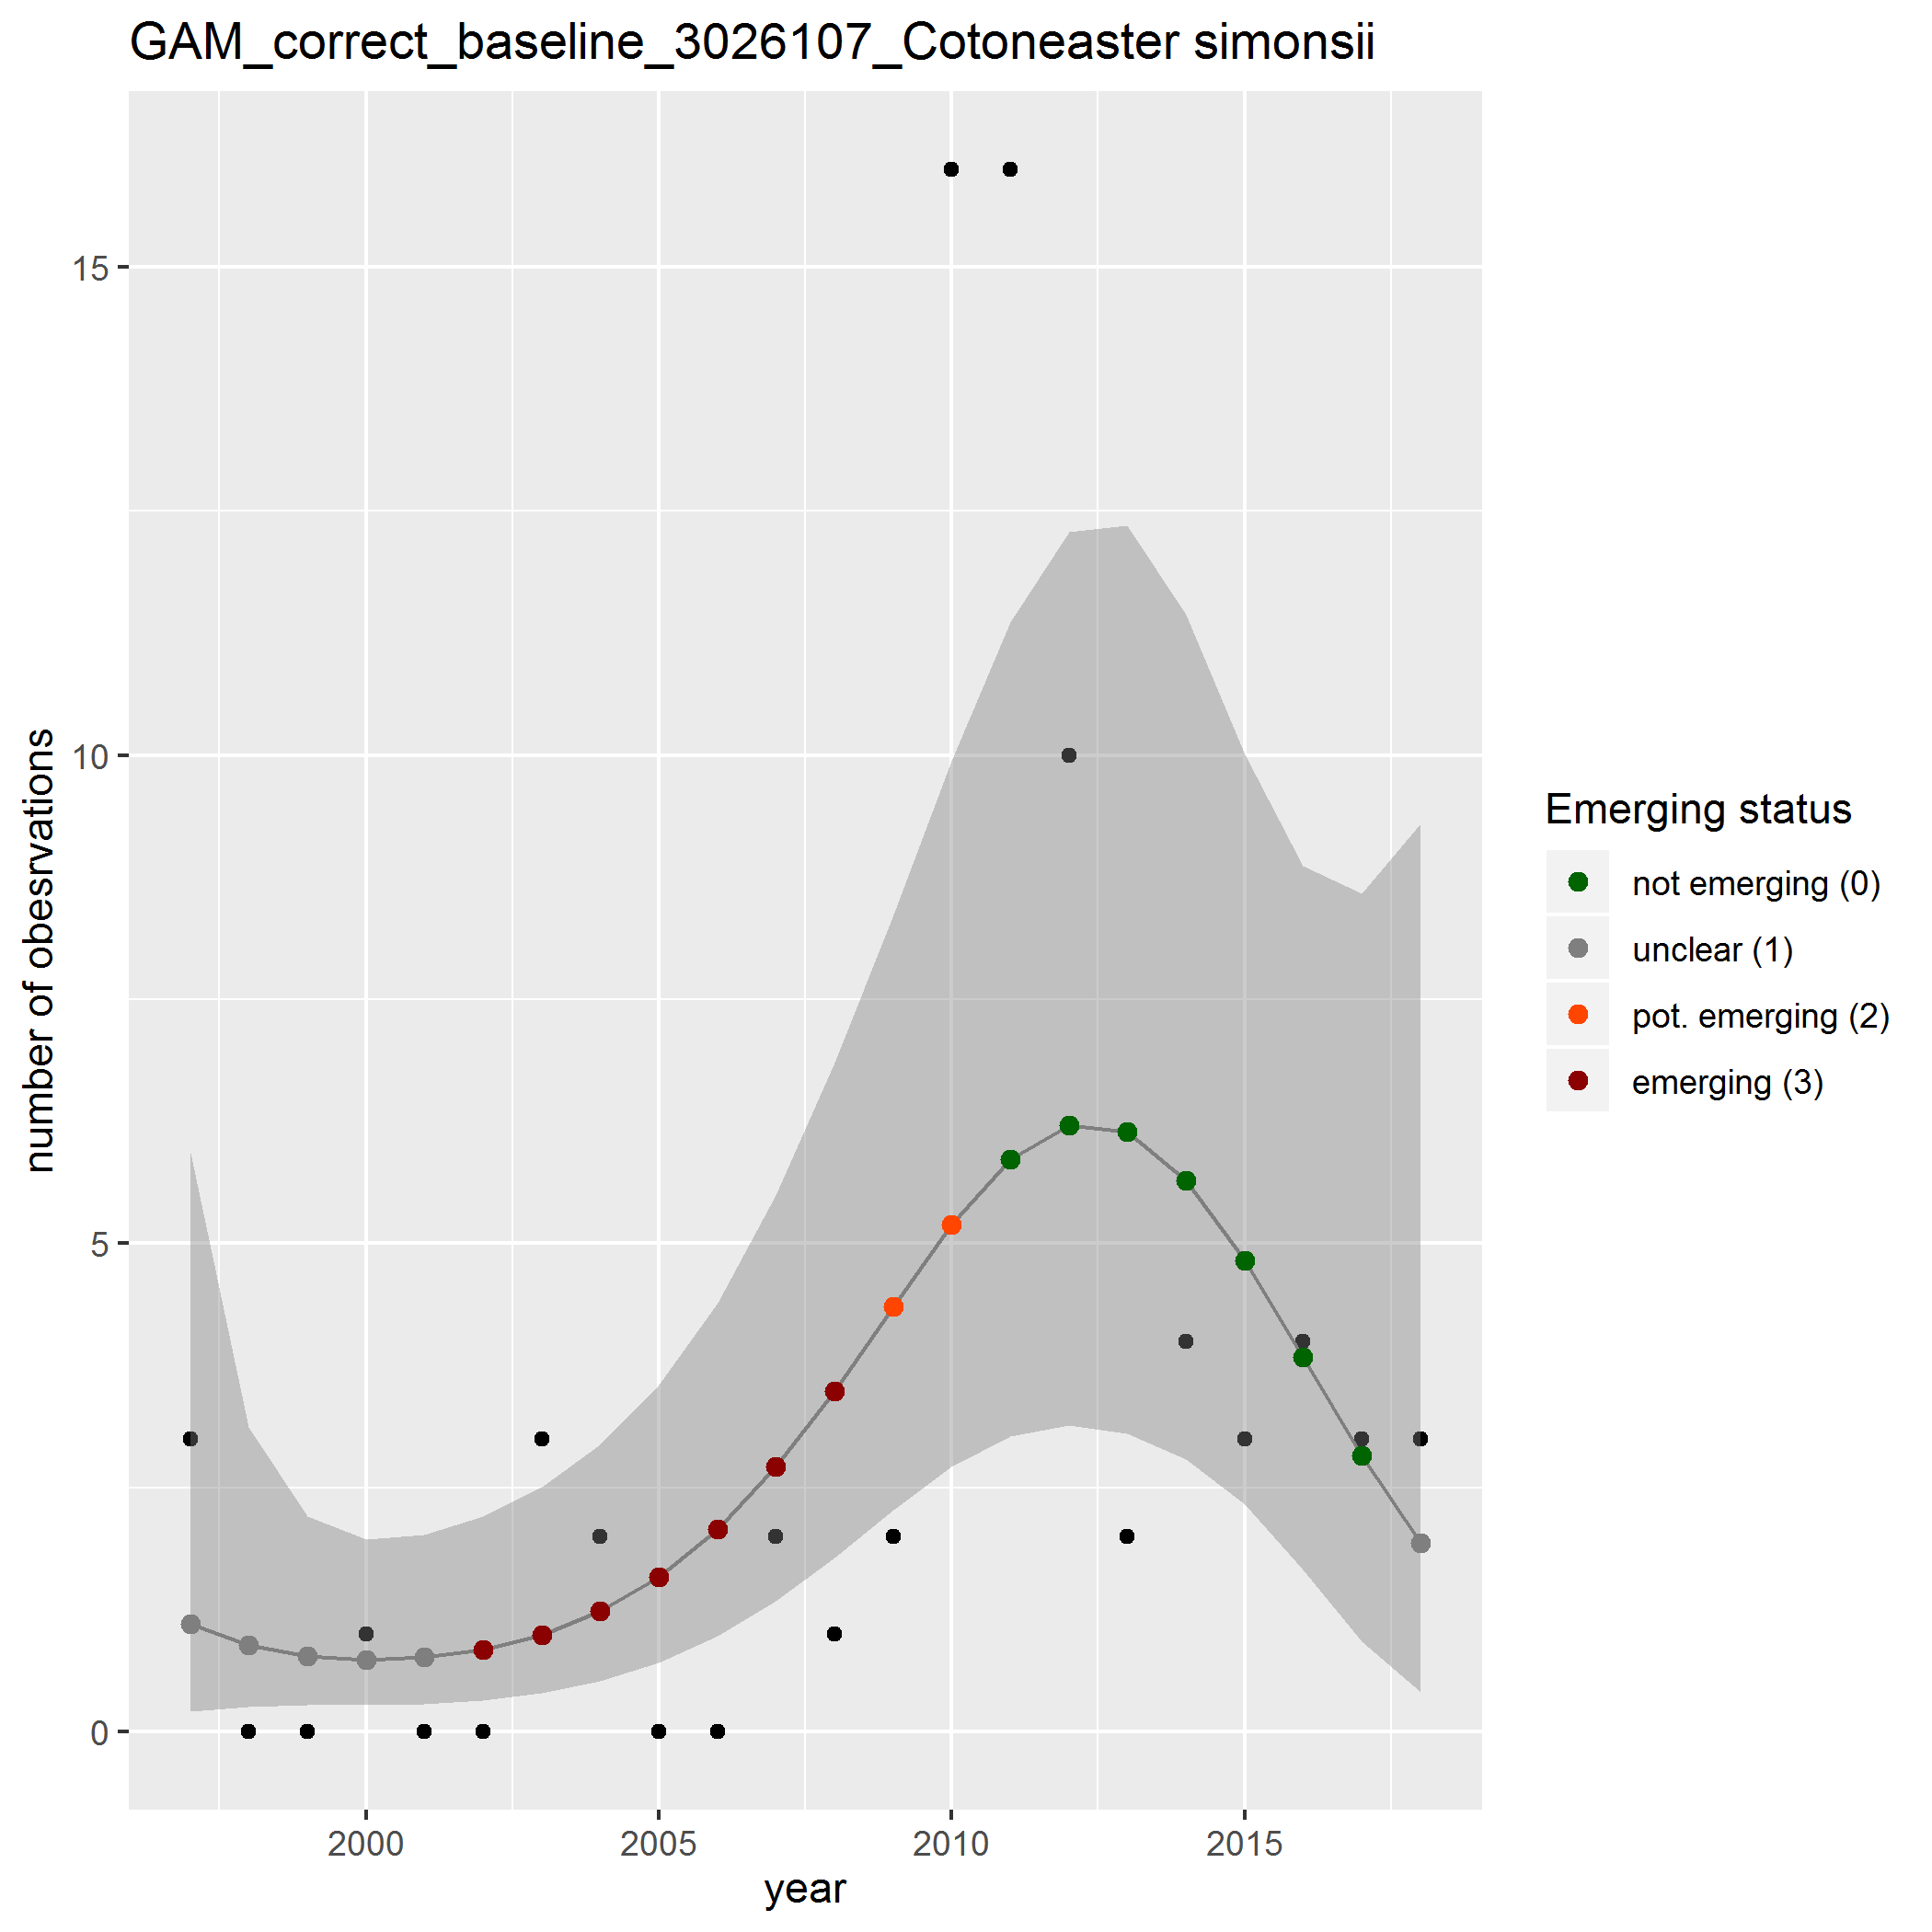 GAM_correct_baseline_3026107_Cotoneaster simonsii
15
10
5
0
number of obesrvations
2000
2005
2010
2015
year
Emerging status
not emerging (0)
unclear (1)
pot. emerging (2)
emerging (3)